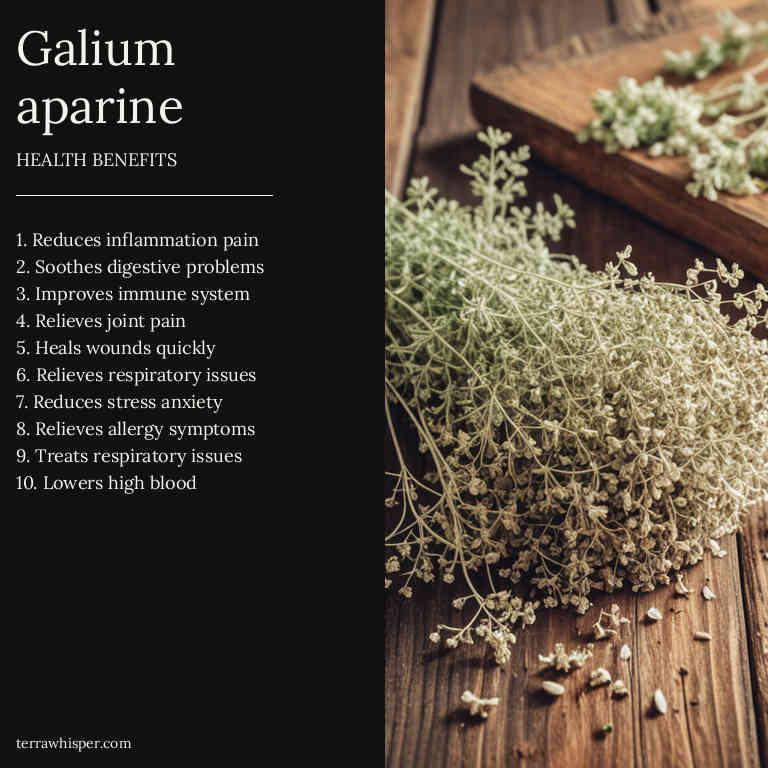 Galium
aparine
HEALTH BENEFITS
1. Reduces inflammation pain
2. Soothes digestive problems
3. Improves immune system
4. Relieves joint pain
5. Heals wounds quickly
6. Relieves respiratory issues
7. Reduces stress anxiety
8. Relieves allergy symptoms
9. Treats respiratory issues
10. Lowers high blood
terrawhisper.com